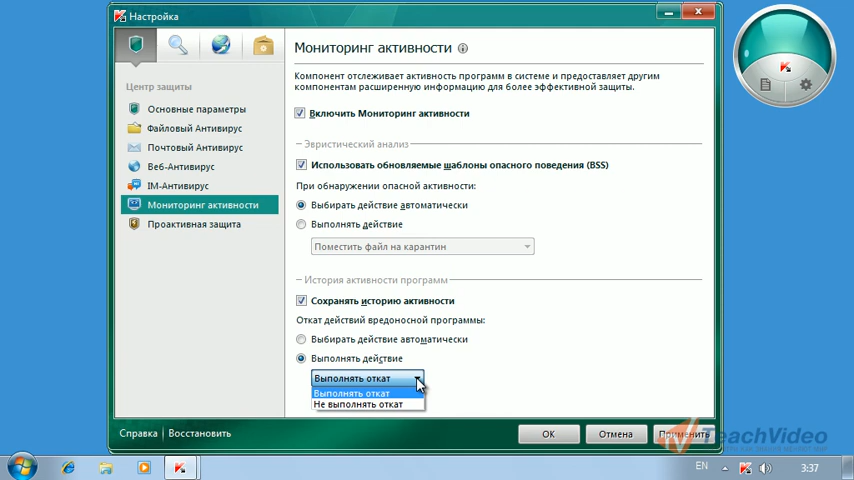 Настройка
Мониторинг активности
Компонент отслеживает активность программ в системе и предоставляет другим
компонентам расширенную информацию для более эффективной защиты.
Центр защиты
Основные параметры
Файловый Антивирус
Почтовый Антивирус
Веб-Антивирус
IM-Антивирус
Мониторинг активности
Проактивная защита
Включить Мониторинг активности
Эвристический анализ
Использовать обновляемые шаблоны опасного поведения (BSS)
При обнаружении опасной активности:
Выбирать действие автоматически
Выполнять действие
Поместить файл на карантин
История активности программ
Сохранять историю активности
Откат действий вредоносной программы:
Выбирать действие автоматически
Выполнять действие
Выполнять откат
Выполнять откат
Не выполнять откат
Справка
Восстановить
OK
Отмена
Применить
TeachVideo
EN
3:37